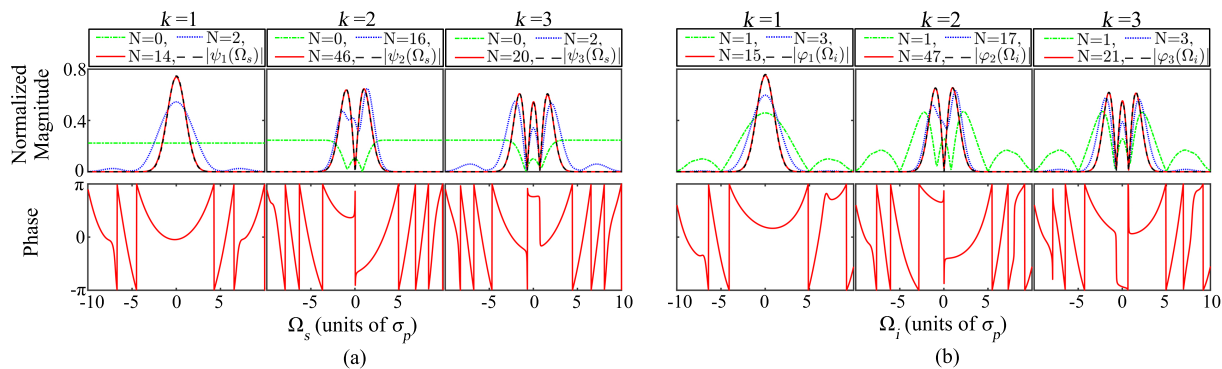 k=1 k=2 k=3
N=0, N=2, N=0, N=16, N=0, N=2,
N=14, |ψ₁(Ωₛ)| N=46, |ψ₂(Ωₛ)| N=20, |ψ₃(Ωₛ)|
0.8
0.4
0
Normalized
Magnitude
π
0
-π
Phase
-10 -5 0 5 -5 0 5 -5 0 5 10
Ωₛ (units of σₚ)
(a)
k=1 k=2 k=3
N=1, N=3, N=1, N=17, N=1, N=3,
N=15, |φ₁(Ωᵢ)| N=47, |φ₂(Ωᵢ)| N=21, |φ₃(Ωᵢ)|
-10 -5 0 5 -5 0 5 -5 0 5 10
Ωᵢ (units of σₚ)
(b)